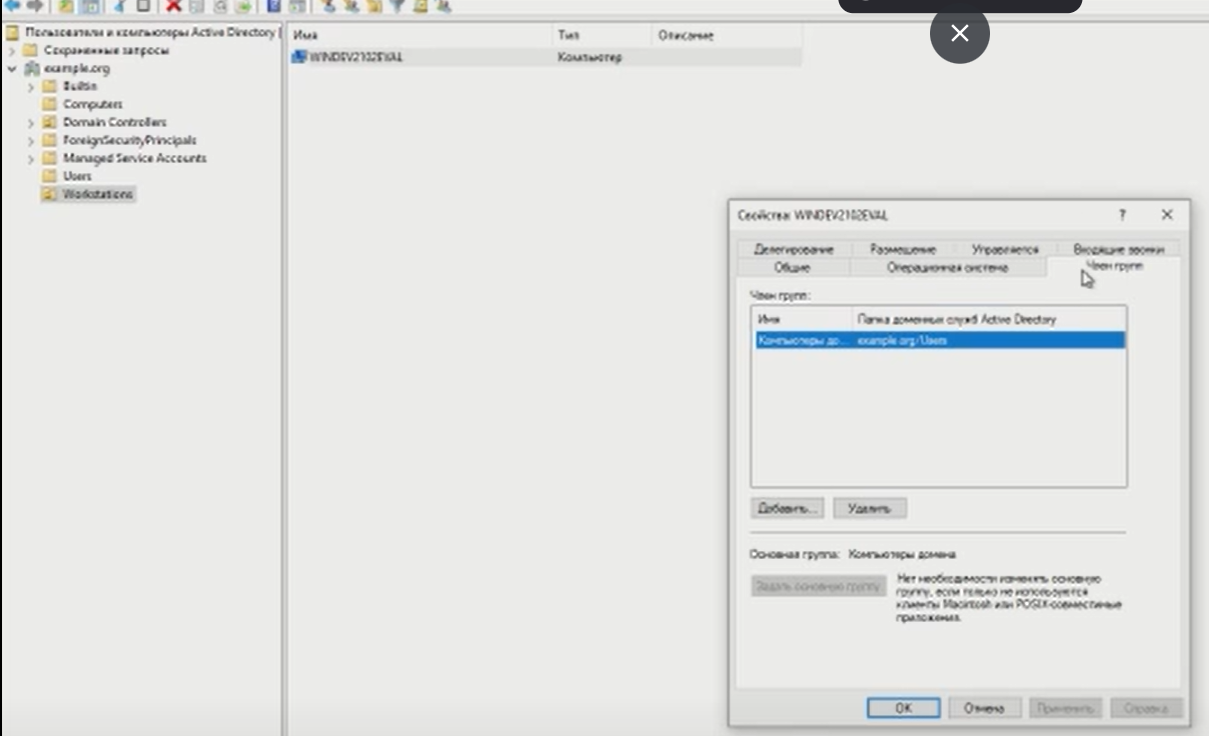 Пользователи и компьютеры Active Directory
Сохраненные запросы
example.org
Builtin
Computers
Domain Controllers
ForeignSecurityPrincipals
Managed Service Accounts
Users
Workstations
Имя
Тип
Описание
WINDEV2102EVAL
Компьютер
Свойства: WINDEV2102EVAL
?
Делегирование
Размещение
Управляется
Входящие звонки
Общие
Операционная система
Член групп
Член групп:
Имя
Папка доменных служб Active Directory
Компьютеры до...
example.org/Users
Добавить...
Удалить
Основная группа: Компьютеры домена
Задать основную группу
Нет необходимости изменять основную
группу, если только не используются
клиенты Macintosh или POSIX-совместимые
приложения.
OK
Отмена
Применить
Справка